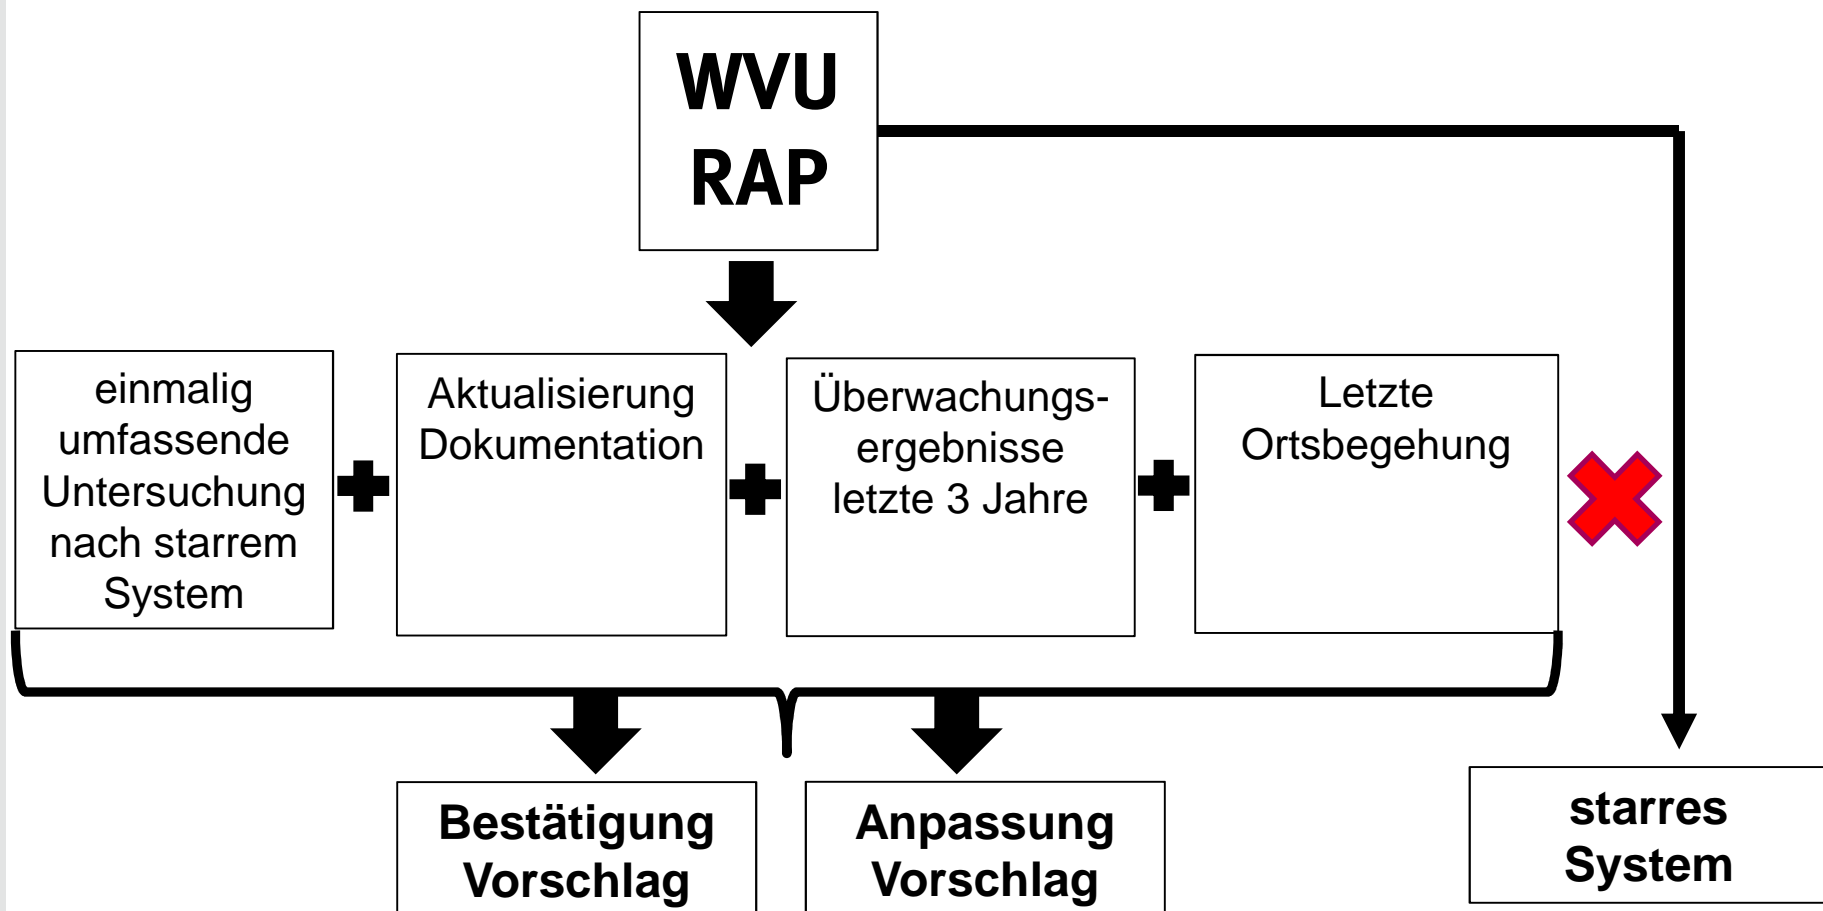 WVU
RAP
einmalig
umfassende
Untersuchung
nach starrem
System
Aktualisierung
Dokumentation
Überwachungs-
ergebnisse
letzte 3 Jahre
Letzte
Ortsbegehung
Bestätigung
Vorschlag
Anpassung
Vorschlag
starres
System